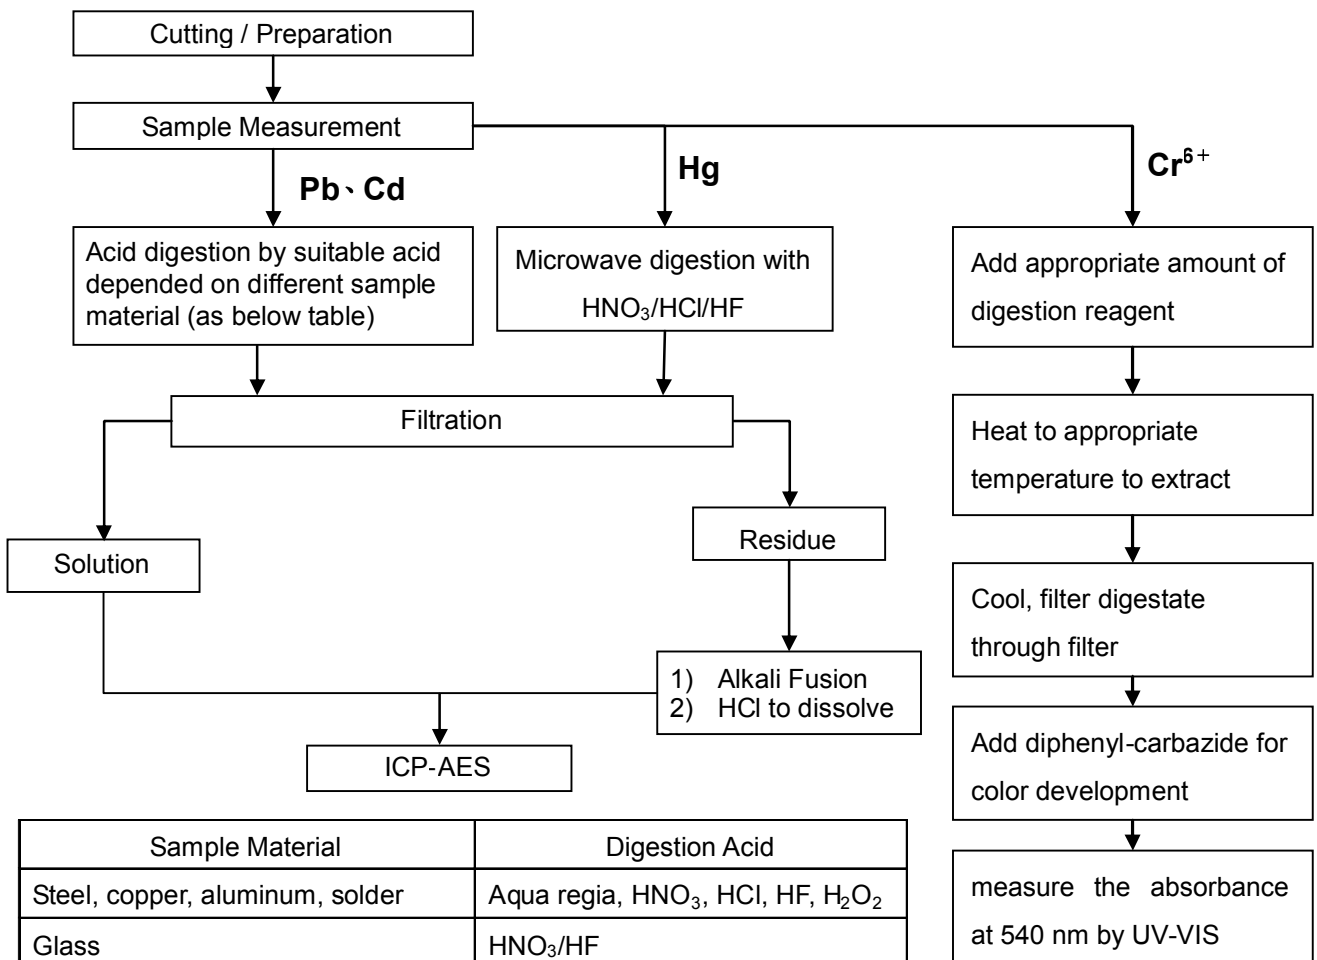 Cutting / Preparation
Sample Measurement
Pb、Cd
Hg
Cr⁶⁺
Acid digestion by suitable acid
depended on different sample
material (as below table)
Microwave digestion with
HNO₃/HCl/HF
Add appropriate amount of
digestion reagent
Filtration
Heat to appropriate
temperature to extract
Solution
Residue
Cool, filter digestate
through filter
1) Alkali Fusion
2) HCl to dissolve
ICP-AES
Add diphenyl-carbazide for
color development
Sample Material Digestion Acid
Steel, copper, aluminum, solder Aqua regia, HNO₃, HCl, HF, H₂O₂
Glass HNO₃/HF
measure the absorbance
at 540 nm by UV-VIS